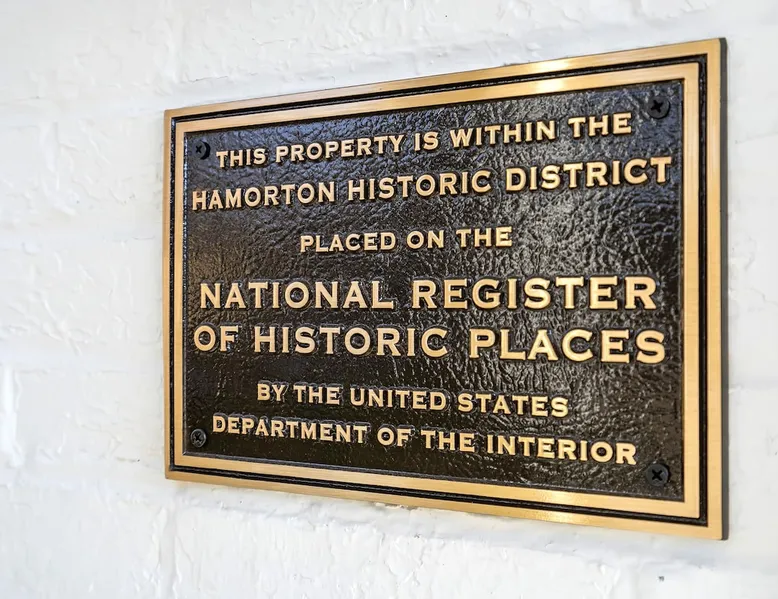 THIS PROPERTY IS WITHIN THE
HAMORTON HISTORIC DISTRICT
PLACED ON THE
NATIONAL REGISTER
OF HISTORIC PLACES
BY THE UNITED STATES
DEPARTMENT OF THE INTERIOR